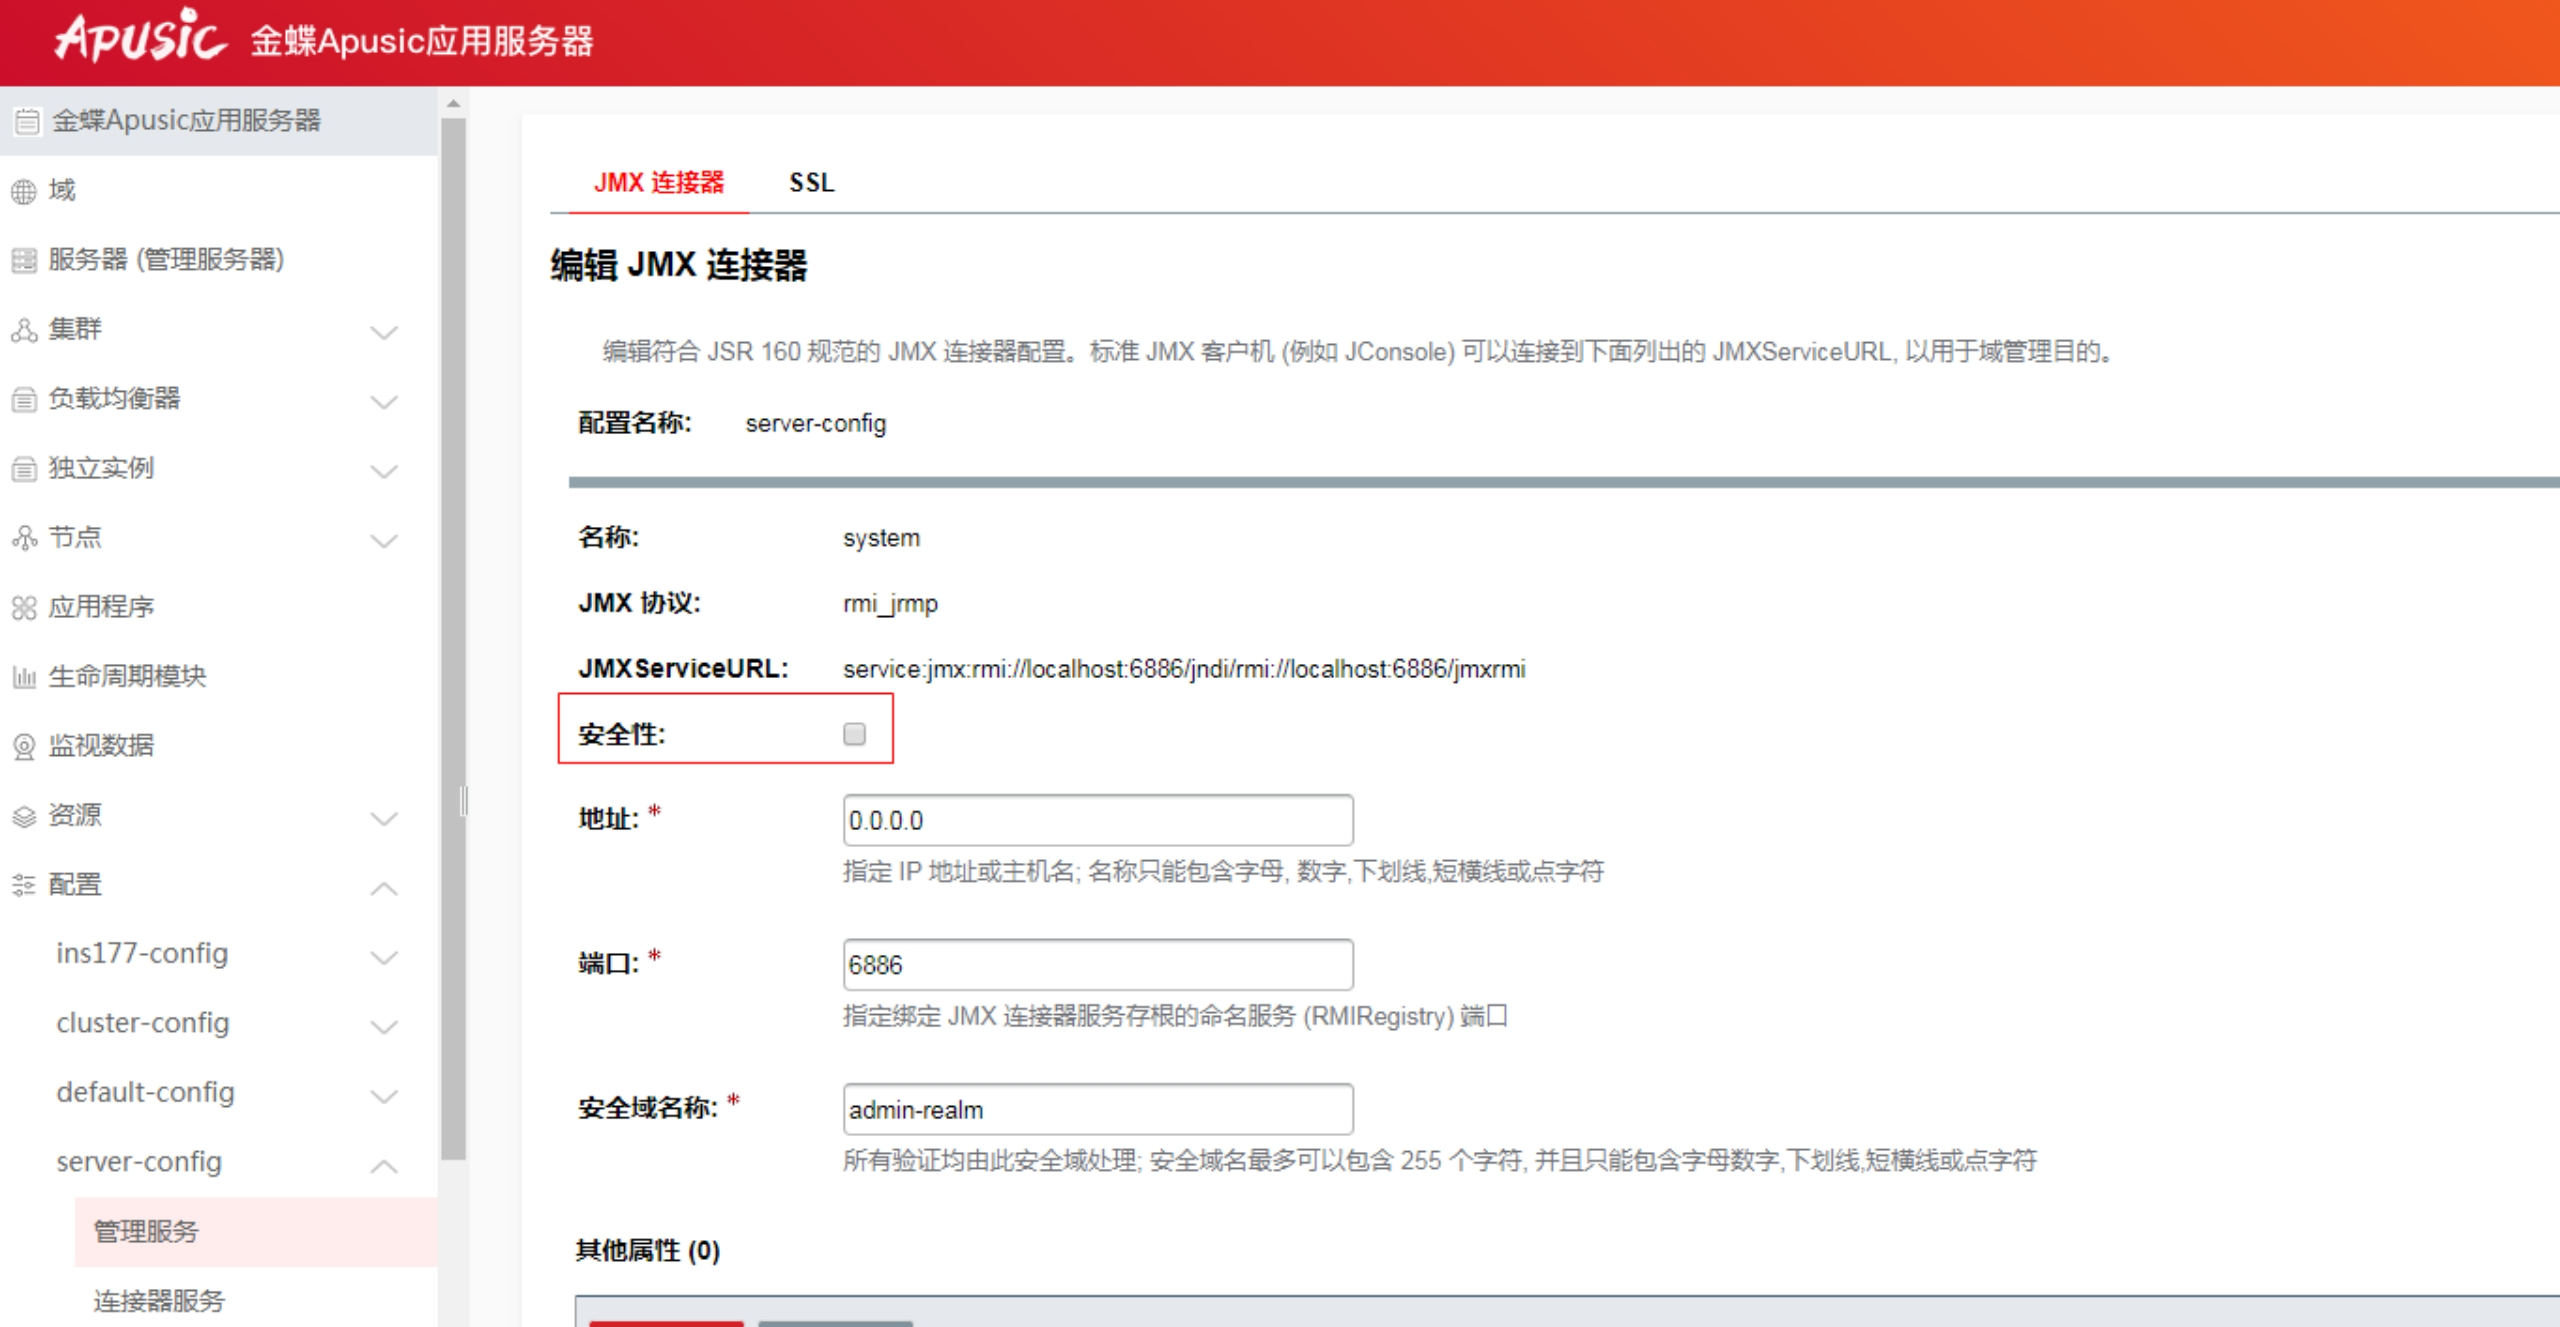 APUSIC 金蝶Apusic应用服务器
金蝶Apusic应用服务器
域
服务器 (管理服务器)
集群
负载均衡器
独立实例
节点
应用程序
生命周期模块
监视数据
资源
配置
ins177-config
cluster-config
default-config
server-config
管理服务
连接器服务
JMX 连接器 SSL
编辑 JMX 连接器
编辑符合 JSR 160 规范的 JMX 连接器配置。标准 JMX 客户机 (例如 JConsole) 可以连接到下面列出的 JMXServiceURL, 以用于域管理目的。
配置名称: server-config
名称: system
JMX 协议: rmi_jrmp
JMXServiceURL: service:jmx:rmi://localhost:6886/jndi/rmi://localhost:6886/jmxrmi
安全性:
地址: * 0.0.0.0
指定 IP 地址或主机名; 名称只能包含字母, 数字,下划线,短横线或点字符
端口: * 6886
指定绑定 JMX 连接器服务存根的命名服务 (RMIRegistry) 端口
安全域名称: * admin-realm
所有验证均由此安全域处理; 安全域名最多可以包含 255 个字符, 并且只能包含字母数字,下划线,短横线或点字符
其他属性 (0)